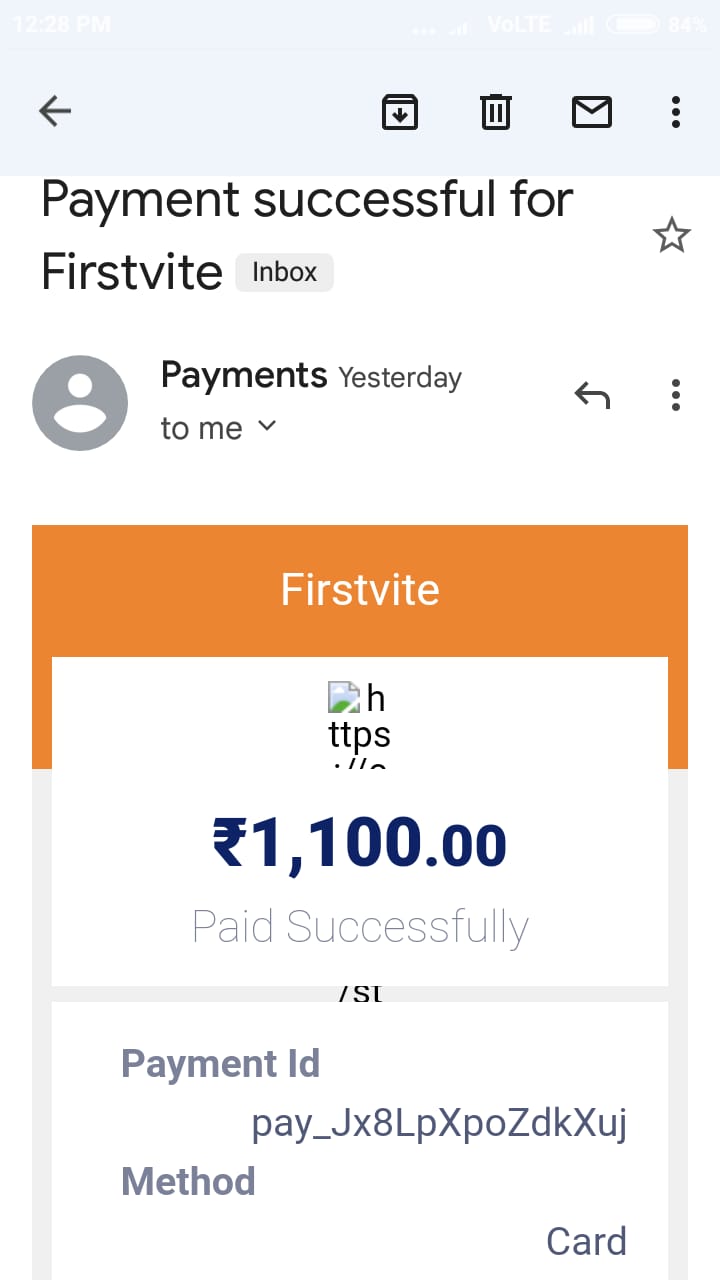 12:28 PM VoLTE 84%
Payment successful for
Firstvite Inbox
Payments Yesterday
to me
Firstvite
h
ttps
://c
₹1,100.00
Paid Successfully
/st
Payment Id
pay_Jx8LpXpoZdkXuj
Method
Card